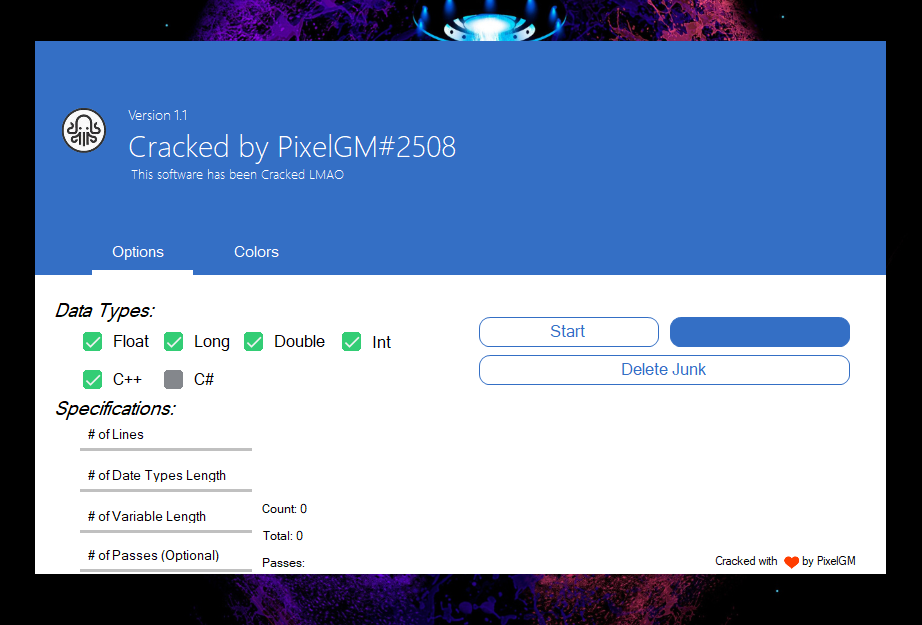 Version 1.1
Cracked by PixelGM#2508
This software has been Cracked LMAO
Options Colors
Data Types:
Float Long Double Int
C++ C#
Start
Delete Junk
Specifications:
# of Lines
# of Date Types Length
# of Variable Length
# of Passes (Optional)
Count: 0
Total: 0
Passes:
Cracked with by PixelGM